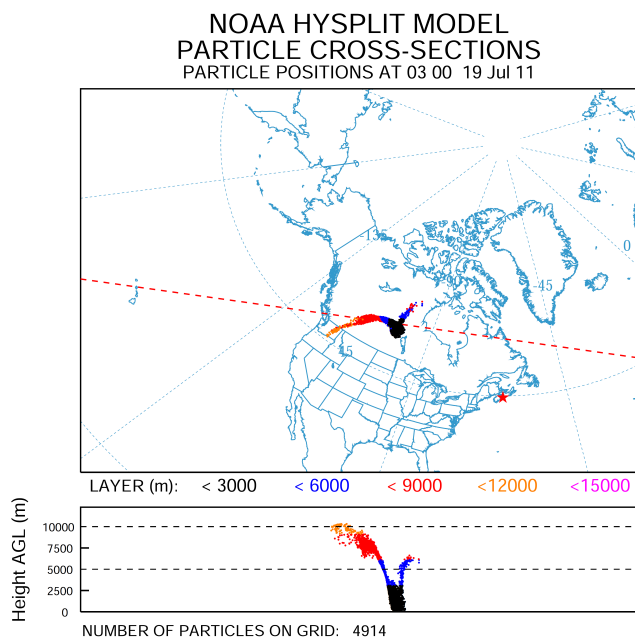 NOAA HYSPLIT MODEL
PARTICLE CROSS-SECTIONS
PARTICLE POSITIONS AT 03 00  19 Jul 11
0
-45
LAYER (m): < 3000 < 6000 < 9000 <12000 <15000
Height AGL (m)
10000
7500
5000
2500
0
NUMBER OF PARTICLES ON GRID: 4914